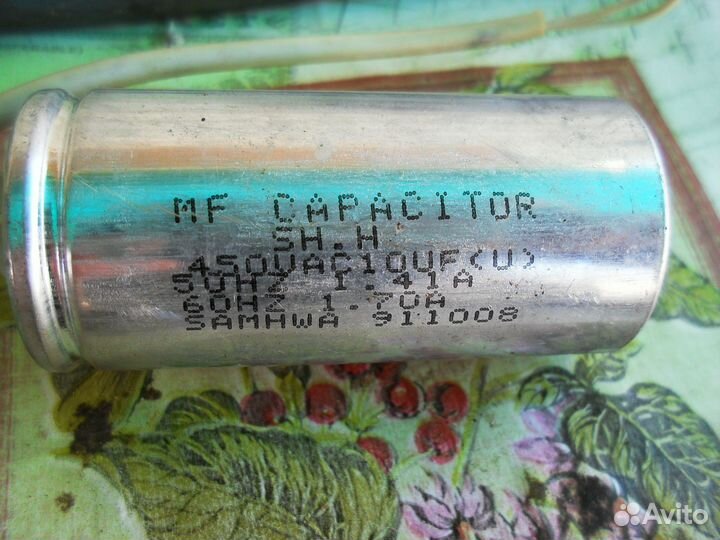 MF CAPACITOR
SH.H
450VAC10UF(U)
50HZ 1.41A
60HZ 1.70A
SAMHWA 911008
Avito